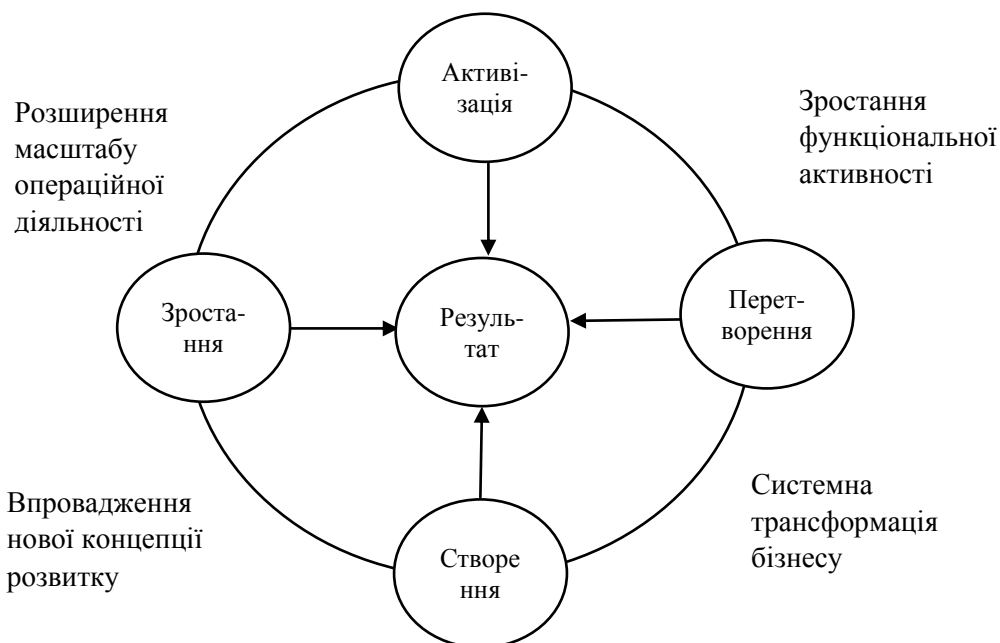 Активі-
зація
Розширення
масштабу
операційної
діяльності
Зростання
функціональної
активності
Зроста-
ння
Резуль-
тат
Перет-
ворення
Впровадження
нової концепції
розвитку
Створе
ння
Системна
трансформація
бізнесу